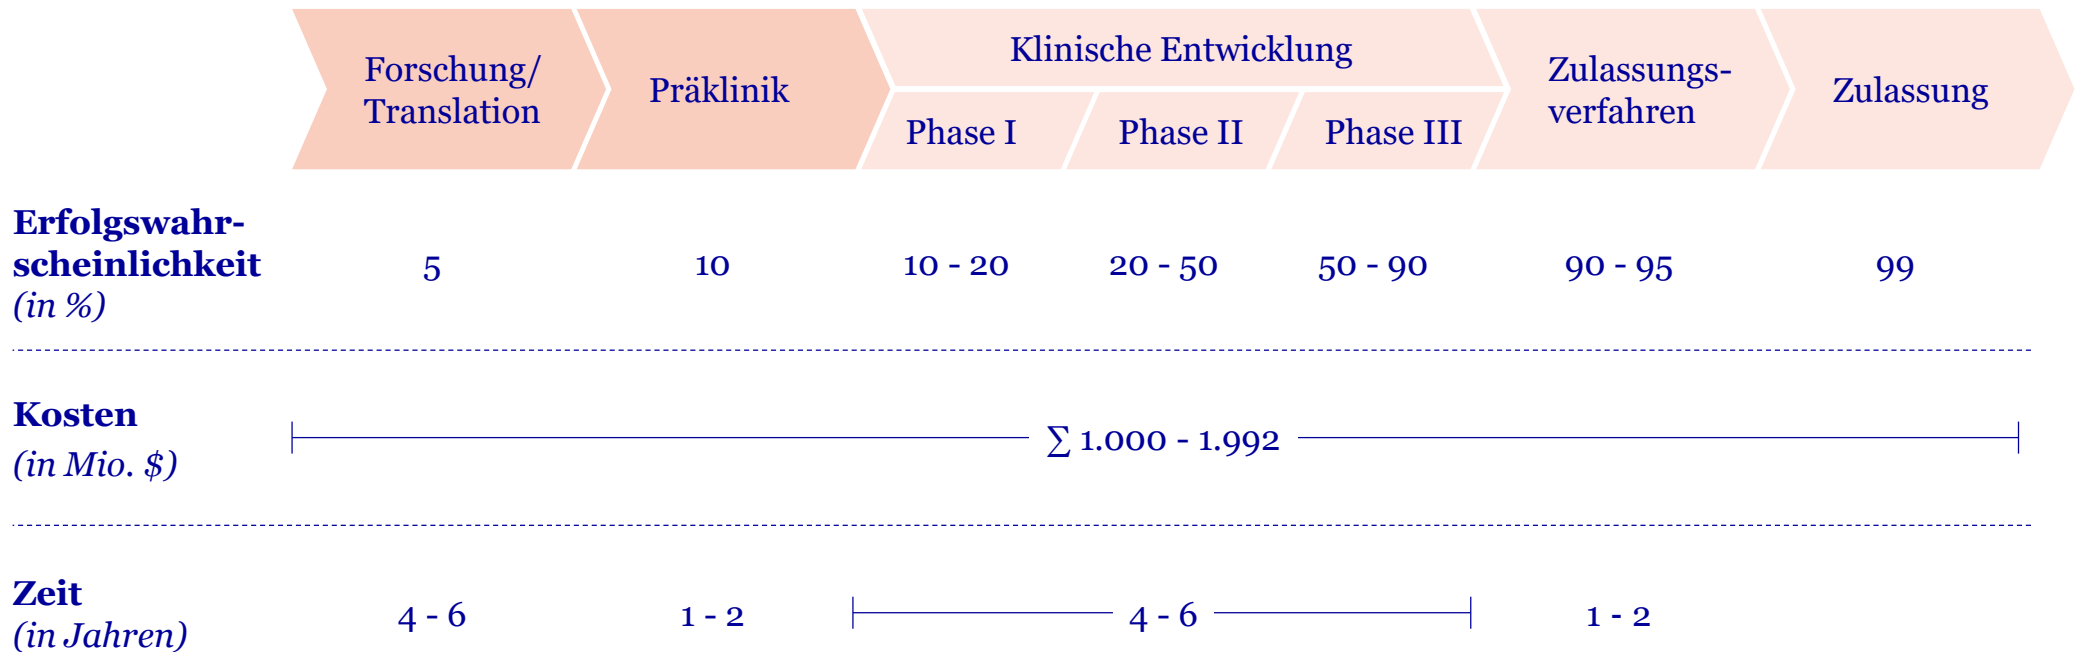 Forschung/
Translation
Präklinik
Klinische Entwicklung
Phase I
Phase II
Phase III
Zulassungs-
verfahren
Zulassung
Erfolgswahr-
scheinlichkeit
(in %)
5
10
10 - 20
20 - 50
50 - 90
90 - 95
99
Kosten
(in Mio. $)
∑ 1.000 - 1.992
Zeit
(in Jahren)
4 - 6
1 - 2
4 - 6
1 - 2